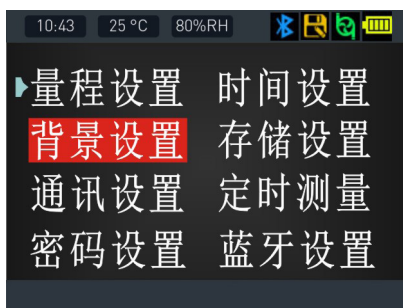 10:43 25 °C 80%RH
量程设置 时间设置
背景设置 存储设置
通讯设置 定时测量
密码设置 蓝牙设置